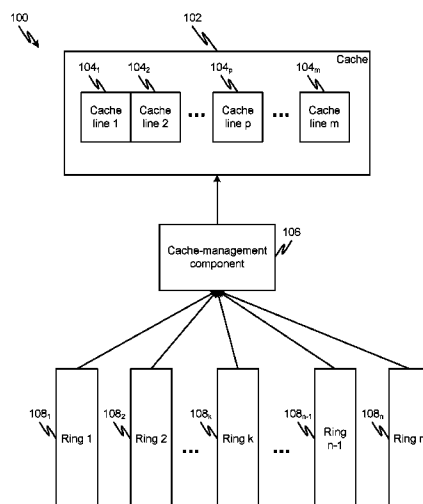 100
102
Cache
104₁ 104₂ 104ₚ 104ₘ
Cache line 1
Cache line 2
...
Cache line p
...
Cache line m
106
Cache-management
component
108₁ 108₂ 108ₖ 108ₙ₋₁ 108ₙ
Ring 1
Ring 2
...
Ring k
...
Ring
n-1
Ring n